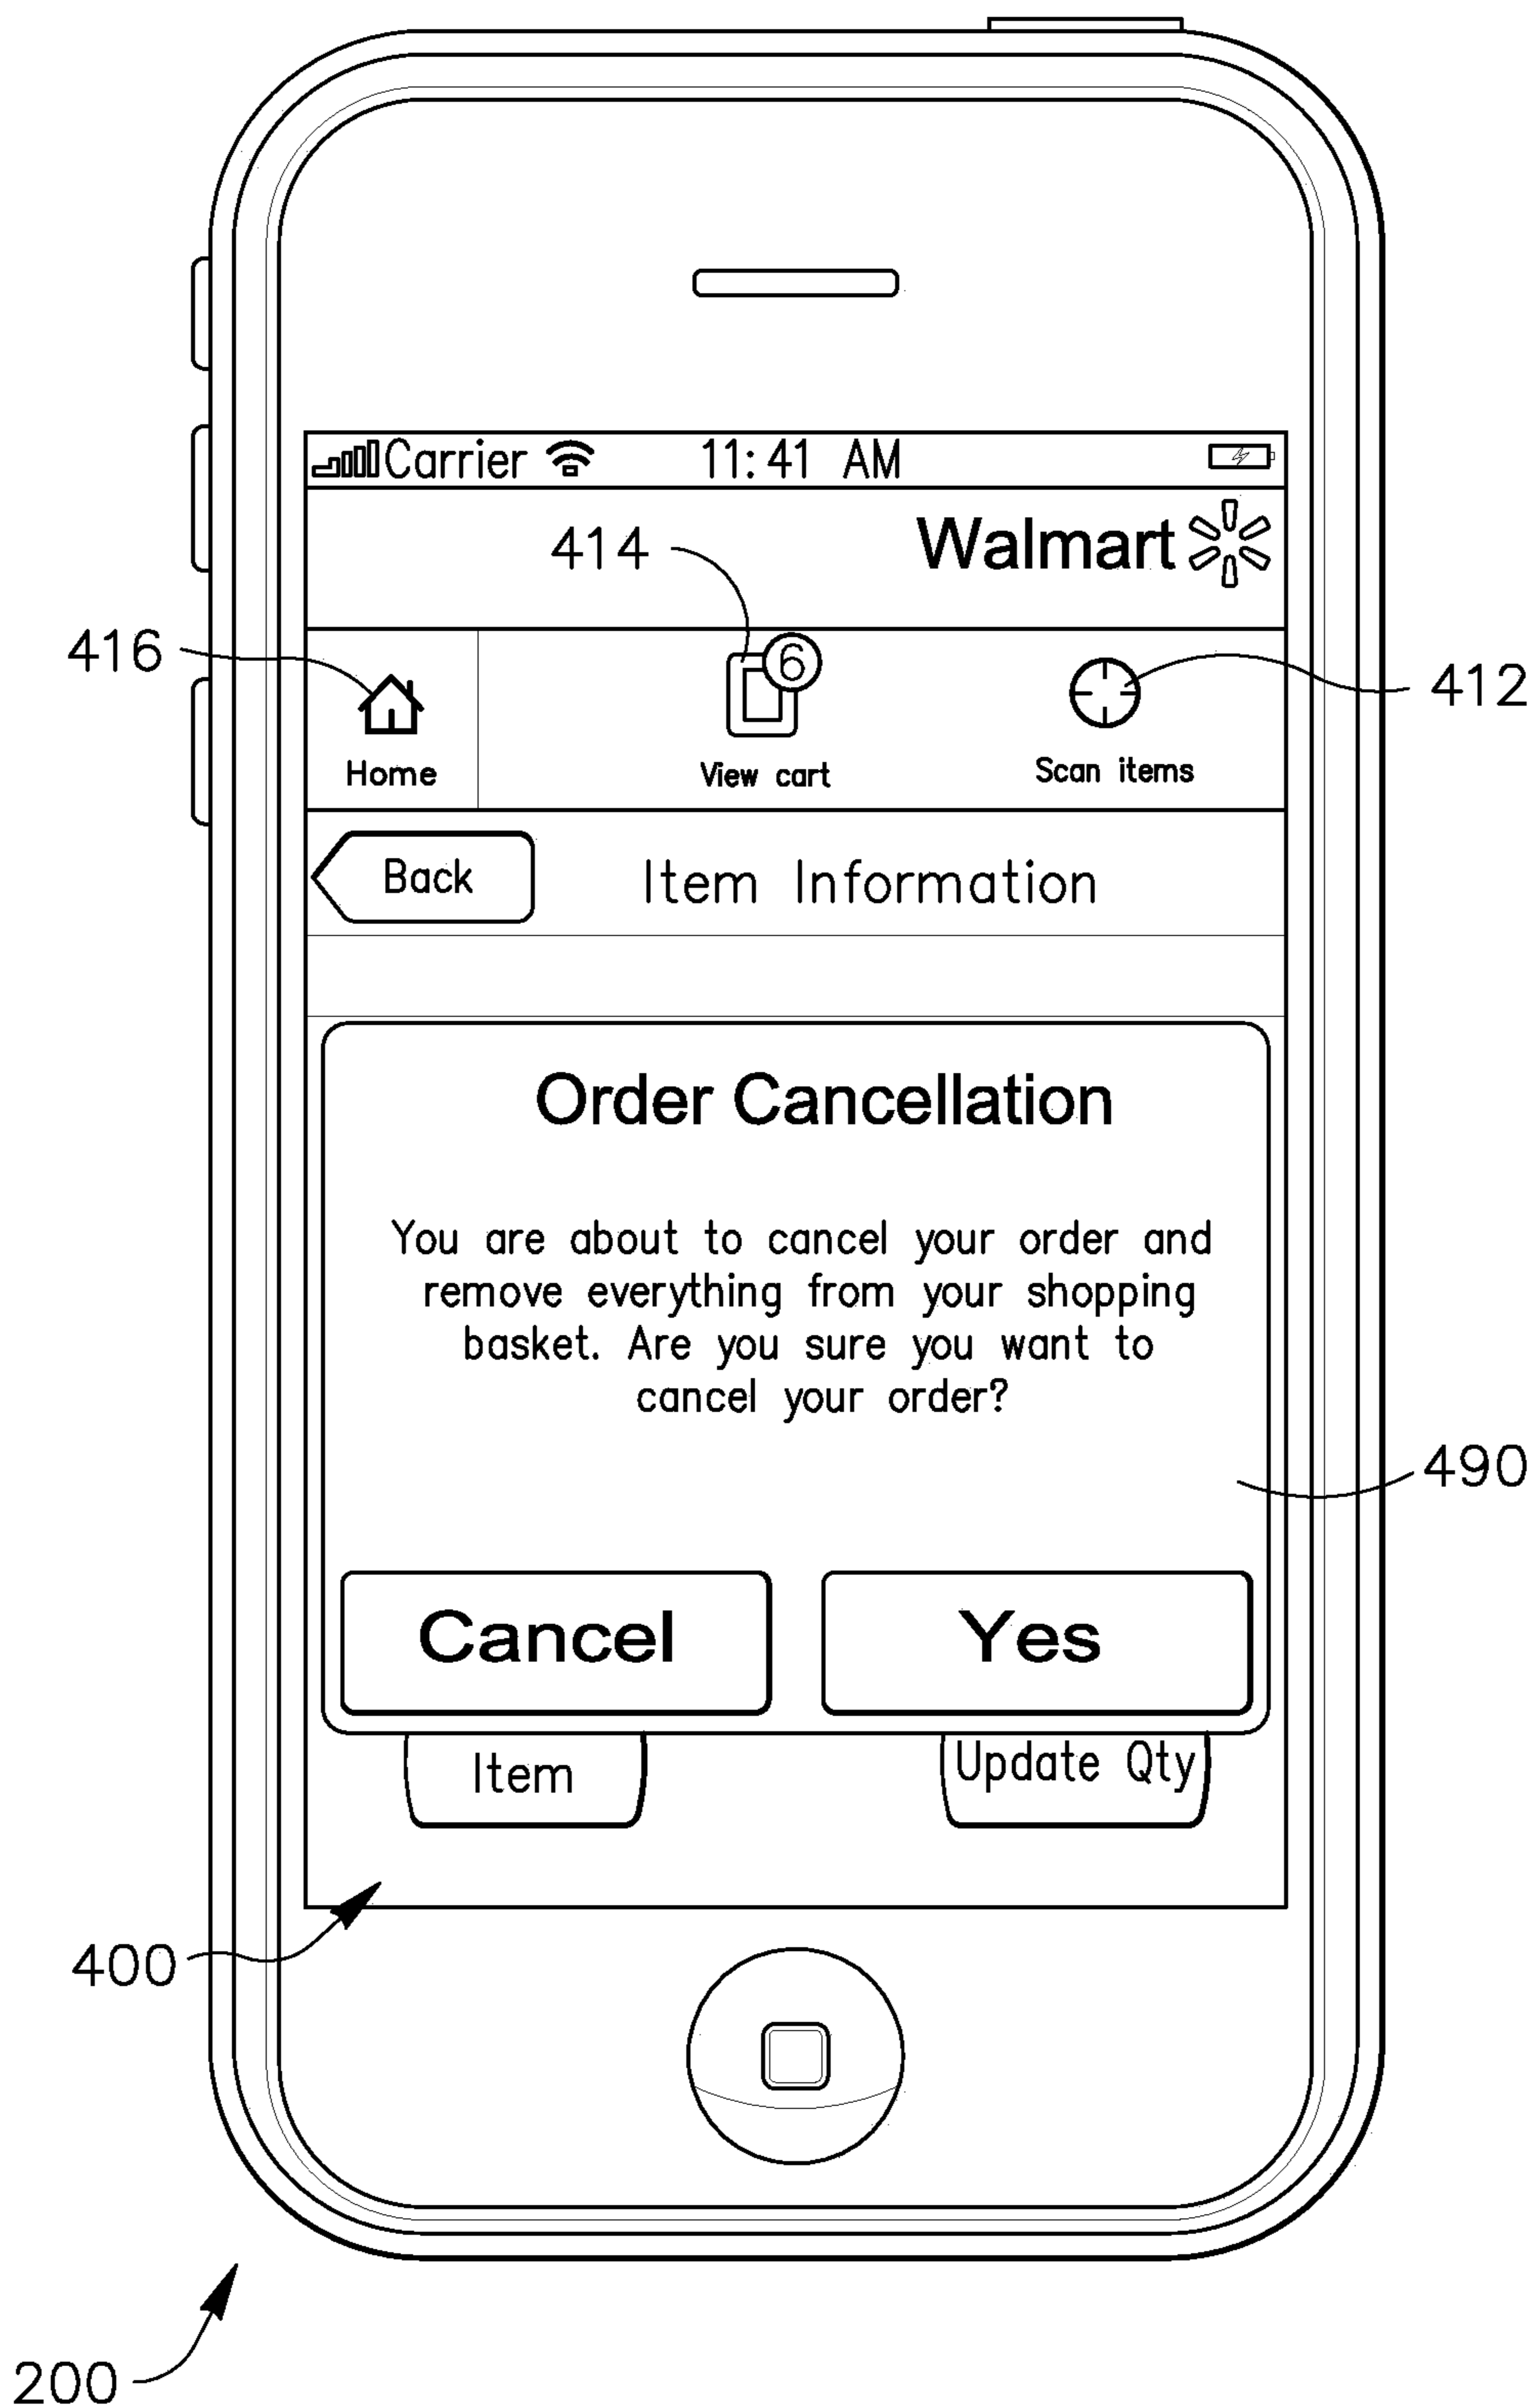 Carrier 11:41 AM
414 Walmart
416 6 412
Home View cart Scan items
Back Item Information
Order Cancellation
You are about to cancel your order and
remove everything from your shopping
basket. Are you sure you want to
cancel your order?
490
Cancel Yes
Item Update Qty
400
200